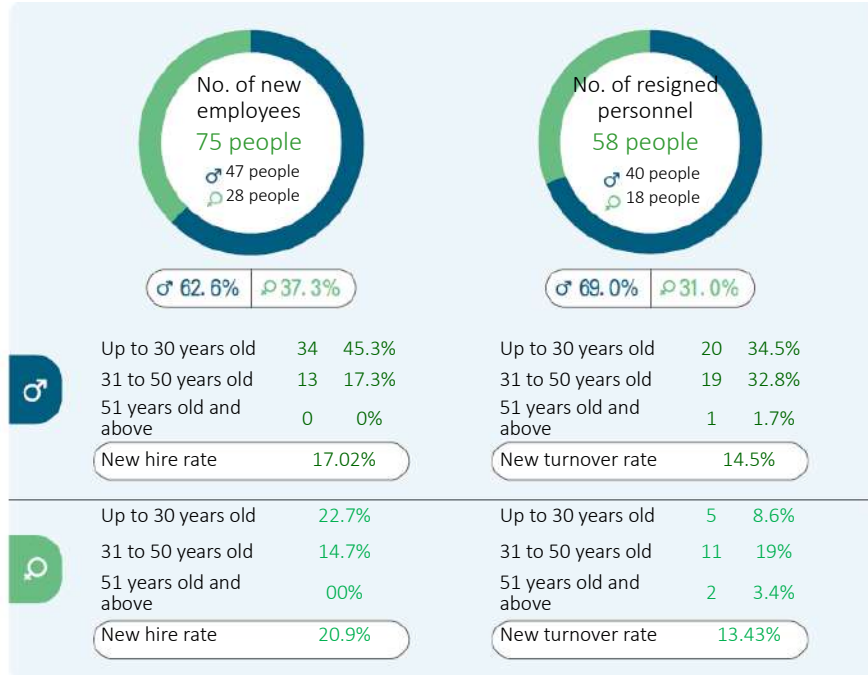 No. of new
employees
75 people
♂ 47 people
♀ 28 people
♂ 62.6% ♀ 37.3%
No. of resigned
personnel
58 people
♂ 40 people
♀ 18 people
♂ 69.0% ♀ 31.0%
♂
Up to 30 years old 34 45.3%
31 to 50 years old 13 17.3%
51 years old and
above 0 0%
New hire rate 17.02%
Up to 30 years old 20 34.5%
31 to 50 years old 19 32.8%
51 years old and
above 1 1.7%
New turnover rate 14.5%
♀
Up to 30 years old 22.7%
31 to 50 years old 14.7%
51 years old and
above 00%
New hire rate 20.9%
Up to 30 years old 5 8.6%
31 to 50 years old 11 19%
51 years old and
above 2 3.4%
New turnover rate 13.43%